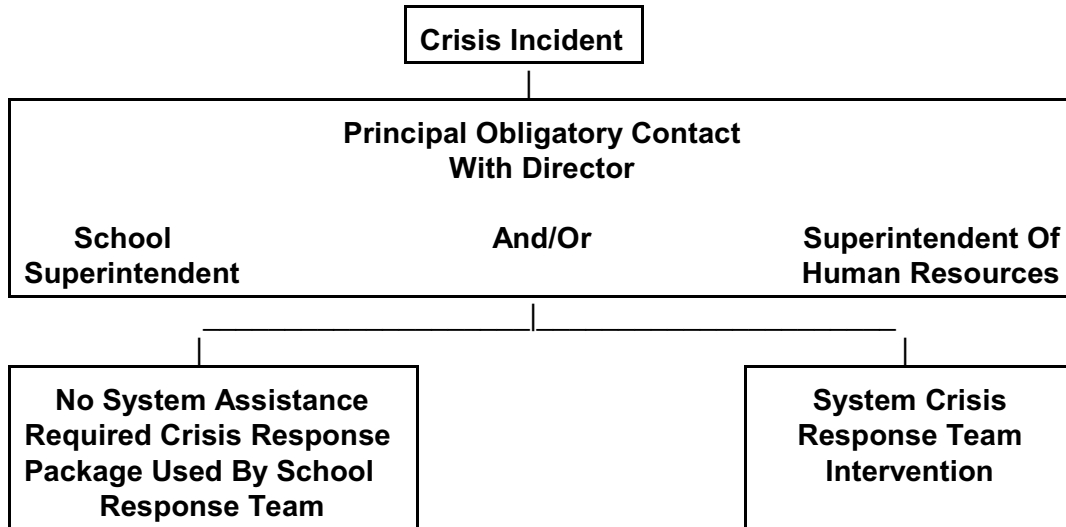 Crisis Incident
Principal Obligatory Contact
With Director
School And/Or Superintendent Of
Superintendent Human Resources
No System Assistance
Required Crisis Response
Package Used By School
Response Team
System Crisis
Response Team
Intervention